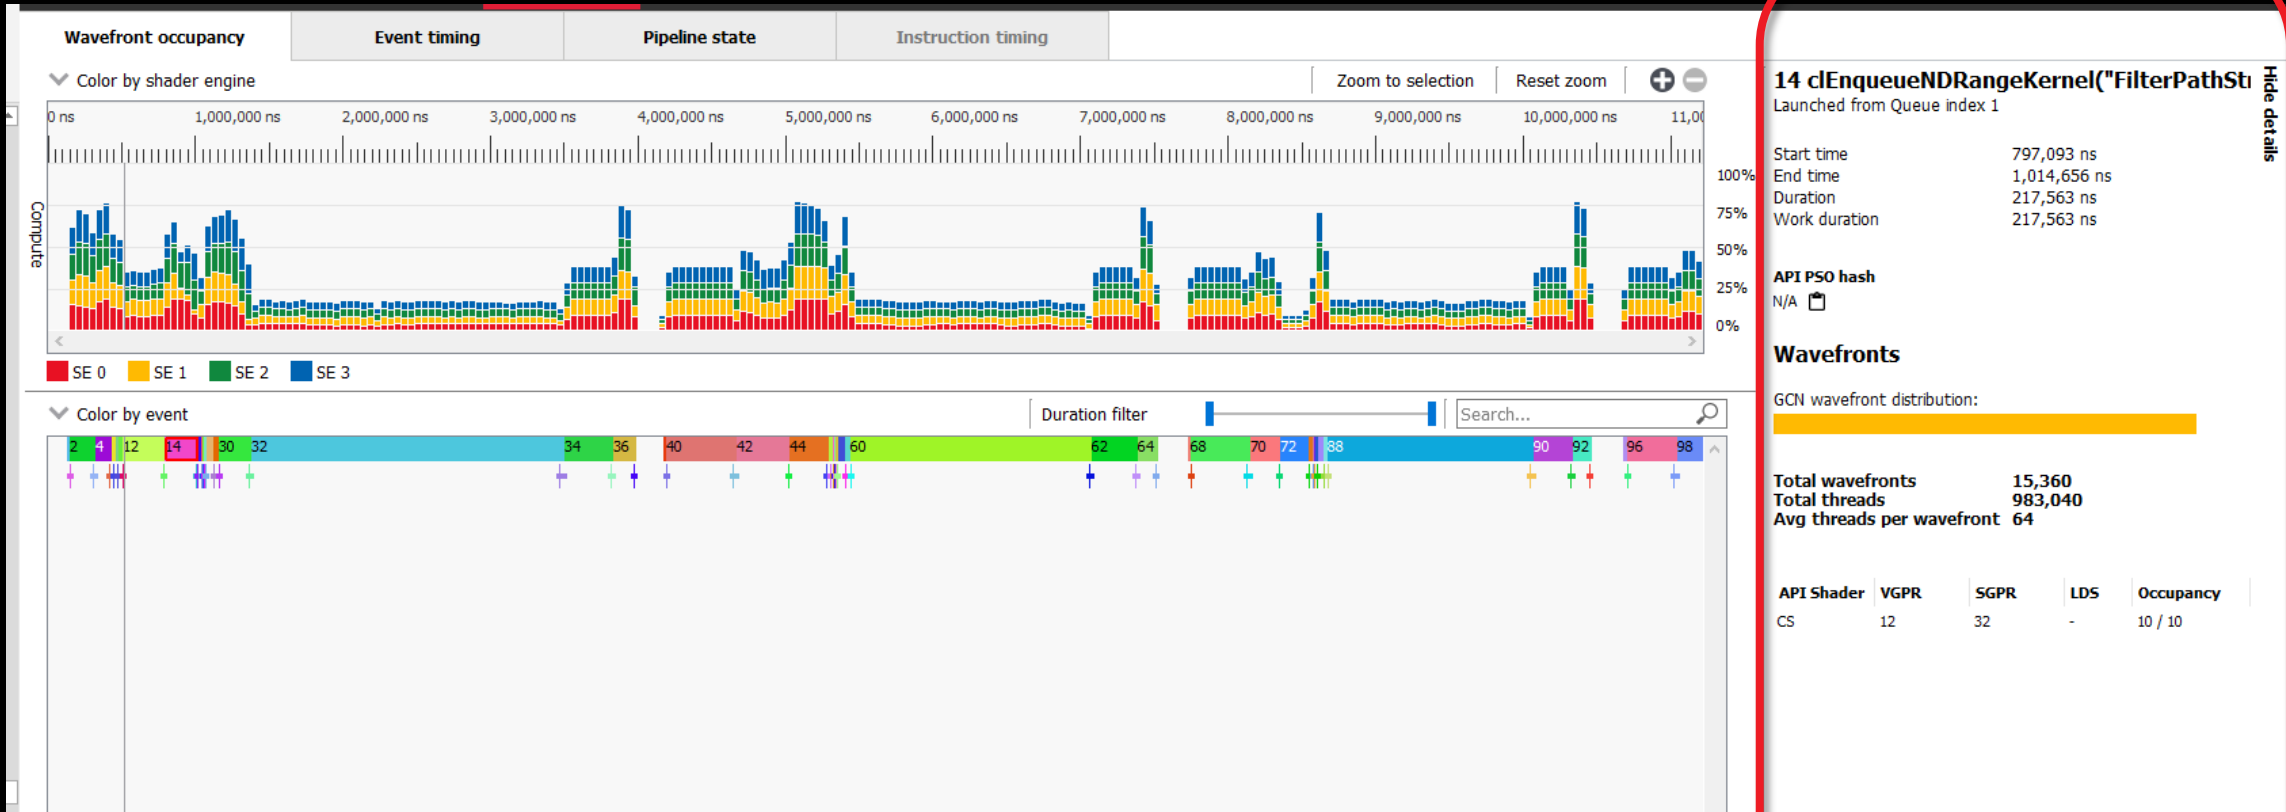 Wavefront occupancy
Event timing
Pipeline state
Instruction timing
Color by shader engine
Zoom to selection
Reset zoom
0 ns
1,000,000 ns
2,000,000 ns
3,000,000 ns
4,000,000 ns
5,000,000 ns
6,000,000 ns
7,000,000 ns
8,000,000 ns
9,000,000 ns
10,000,000 ns
11,0
Compute
100%
75%
50%
25%
0%
SE 0
SE 1
SE 2
SE 3
Color by event
Duration filter
Search...
2
4
12
14
30
32
34
36
40
42
44
60
62
64
68
70
72
88
90
92
96
98
14 clEnqueueNDRangeKernel("FilterPathStr
Launched from Queue index 1
Hide details
Start time 797,093 ns
End time 1,014,656 ns
Duration 217,563 ns
Work duration 217,563 ns
API PSO hash
N/A
Wavefronts
GCN wavefront distribution:
Total wavefronts 15,360
Total threads 983,040
Avg threads per wavefront 64
API Shader VGPR SGPR LDS Occupancy
CS 12 32 - 10 / 10